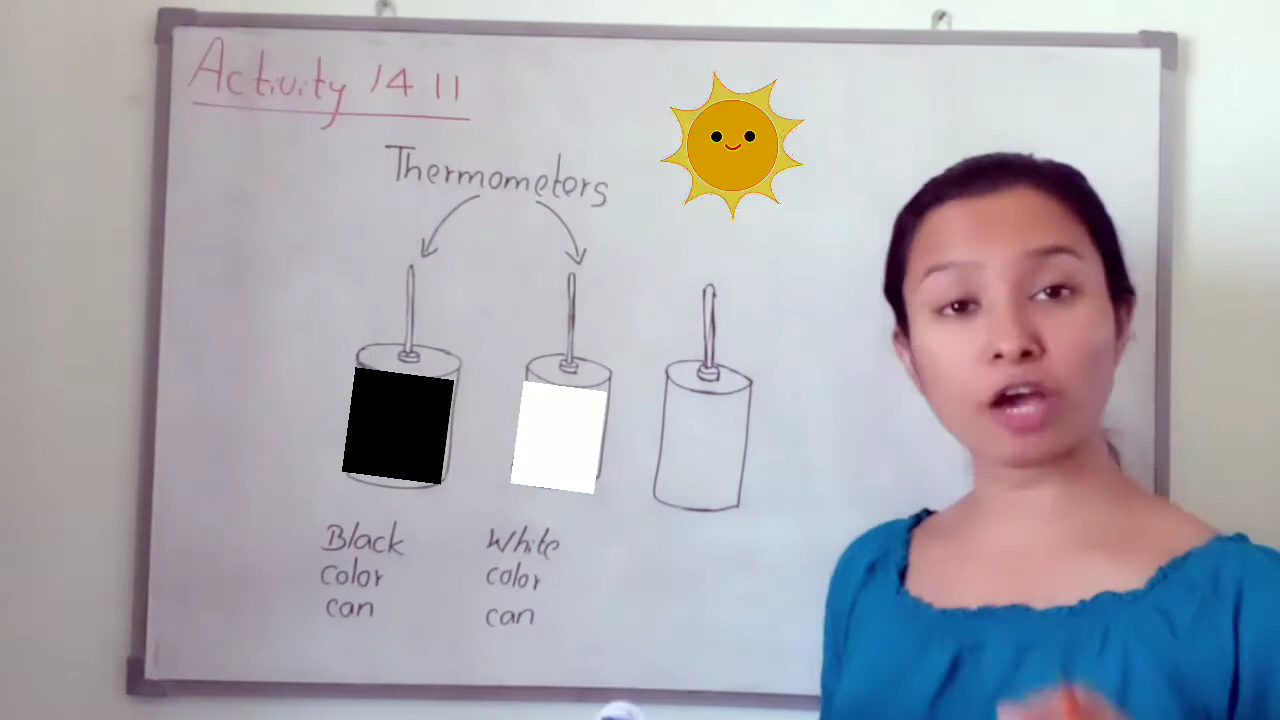 Activity 14 11
Thermometers
Black
color
can
White
color
can